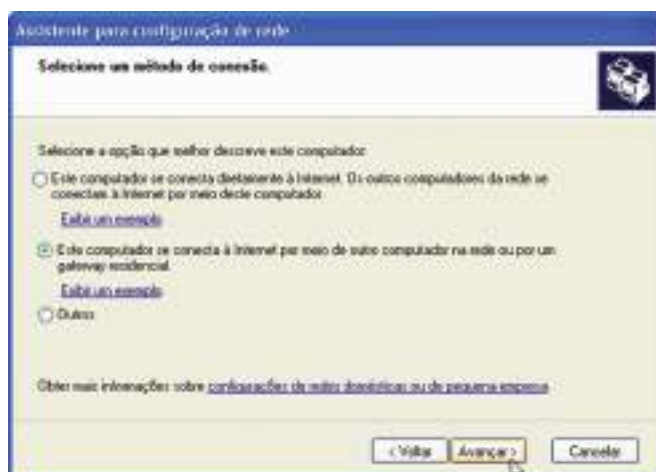 Assistente para configuração de rede
Selecione um método de conexão.
Selecione a opção que melhor descreve este computador:
Este computador se conecta diretamente à Internet. Os outros computadores da rede se
conectam à Internet por meio deste computador.
Exibir um exemplo
Este computador se conecta à Internet por meio de outro computador na rede ou por um
gateway residencial.
Exibir um exemplo
Outros
Obter mais informações sobre configurações de redes domésticas ou de pequena empresa
< Voltar
Avançar >
Cancelar